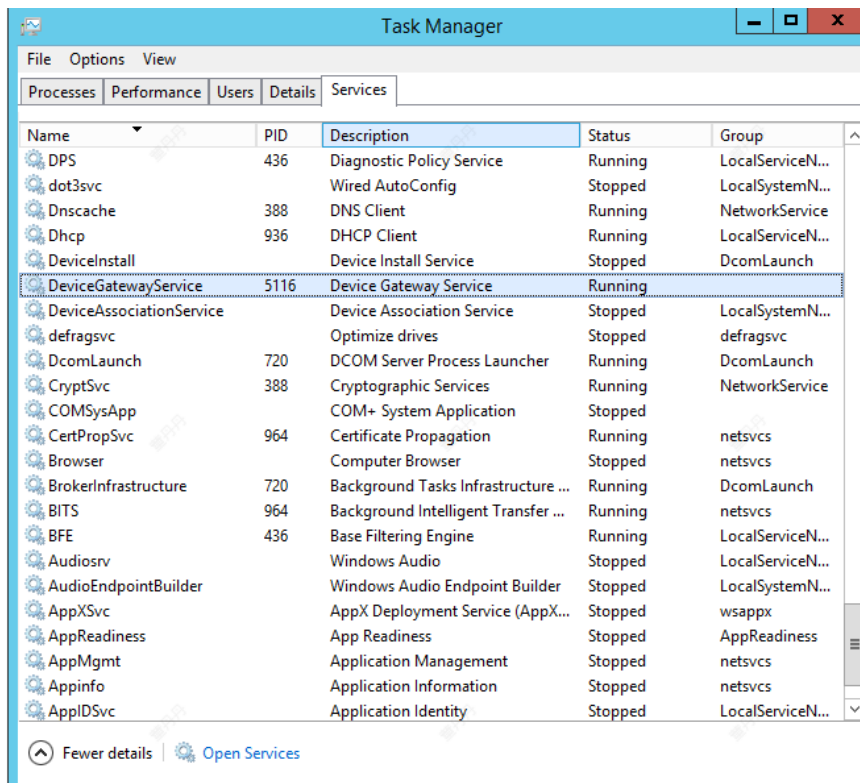 Task Manager
File Options View
Processes Performance Users Details Services
Name PID Description Status Group
DPS 436 Diagnostic Policy Service Running LocalServiceN...
dot3svc Wired AutoConfig Stopped LocalSystemN...
Dnscache 388 DNS Client Running NetworkService
Dhcp 936 DHCP Client Running LocalServiceN...
DeviceInstall Device Install Service Stopped DcomLaunch
DeviceGatewayService 5116 Device Gateway Service Running
DeviceAssociationService Device Association Service Stopped LocalSystemN...
defragsvc Optimize drives Stopped defragsvc
DcomLaunch 720 DCOM Server Process Launcher Running DcomLaunch
CryptSvc 388 Cryptographic Services Running NetworkService
COMSysApp COM+ System Application Stopped
CertPropSvc 964 Certificate Propagation Running netsvcs
Browser Computer Browser Stopped netsvcs
BrokerInfrastructure 720 Background Tasks Infrastructure ... Running DcomLaunch
BITS 964 Background Intelligent Transfer ... Running netsvcs
BFE 436 Base Filtering Engine Running LocalServiceN...
Audiosrv Windows Audio Stopped LocalServiceN...
AudioEndpointBuilder Windows Audio Endpoint Builder Stopped LocalSystemN...
AppXSvc AppX Deployment Service (AppX... Stopped wsappx
AppReadiness App Readiness Stopped AppReadiness
AppMgmt Application Management Stopped netsvcs
Appinfo Application Information Stopped netsvcs
AppIDSvc Application Identity Stopped LocalServiceN...
Fewer details Open Services